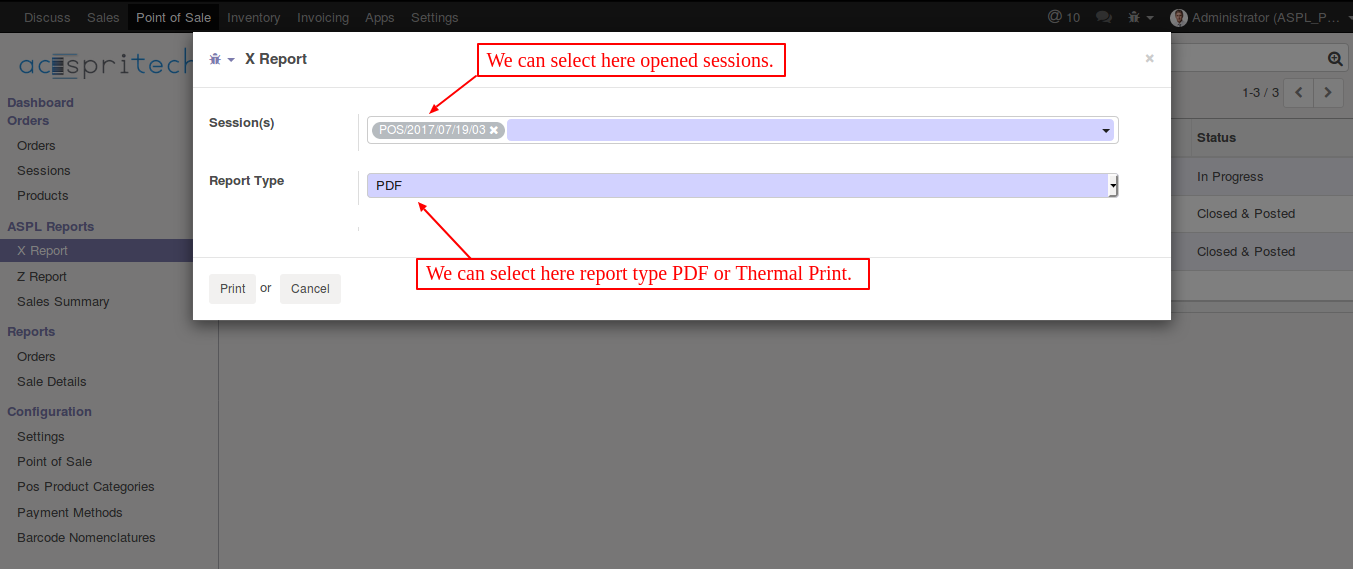 Discuss Sales Point of Sale Inventory Invoicing Apps Settings @ 10 Administrator (ASPL_P...
acespritech
X Report
We can select here opened sessions.
1-3 / 3
Dashboard
Orders
Orders
Sessions
Products
ASPL Reports
X Report
Z Report
Sales Summary
Reports
Orders
Sale Details
Configuration
Settings
Point of Sale
Pos Product Categories
Payment Methods
Barcode Nomenclatures
Session(s) POS/2017/07/19/03 ×
Report Type PDF
We can select here report type PDF or Thermal Print.
Print or Cancel
Status
In Progress
Closed & Posted
Closed & Posted